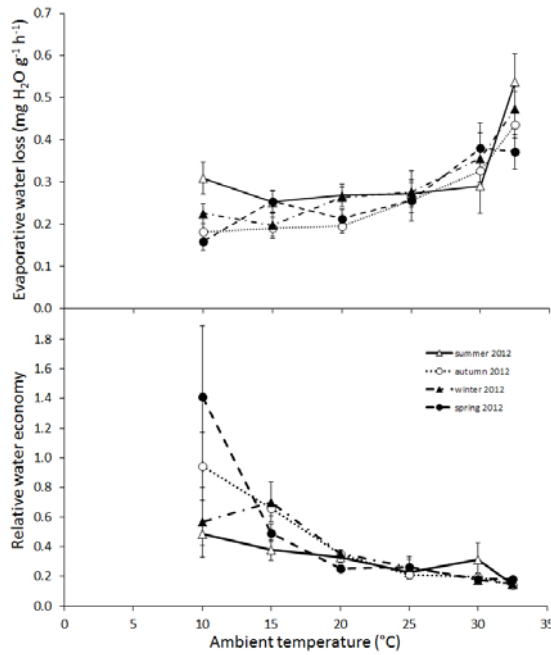 0.7
0.6
0.5
0.4
0.3
0.2
0.1
0.0
Evaporative water loss (mg H₂O g⁻¹ h⁻¹)
1.8
1.6
1.4
1.2
1.0
0.8
0.6
0.4
0.2
0.0
Relative water economy
summer 2012
autumn 2012
winter 2012
spring 2012
0 5 10 15 20 25 30 35
Ambient temperature (°C)